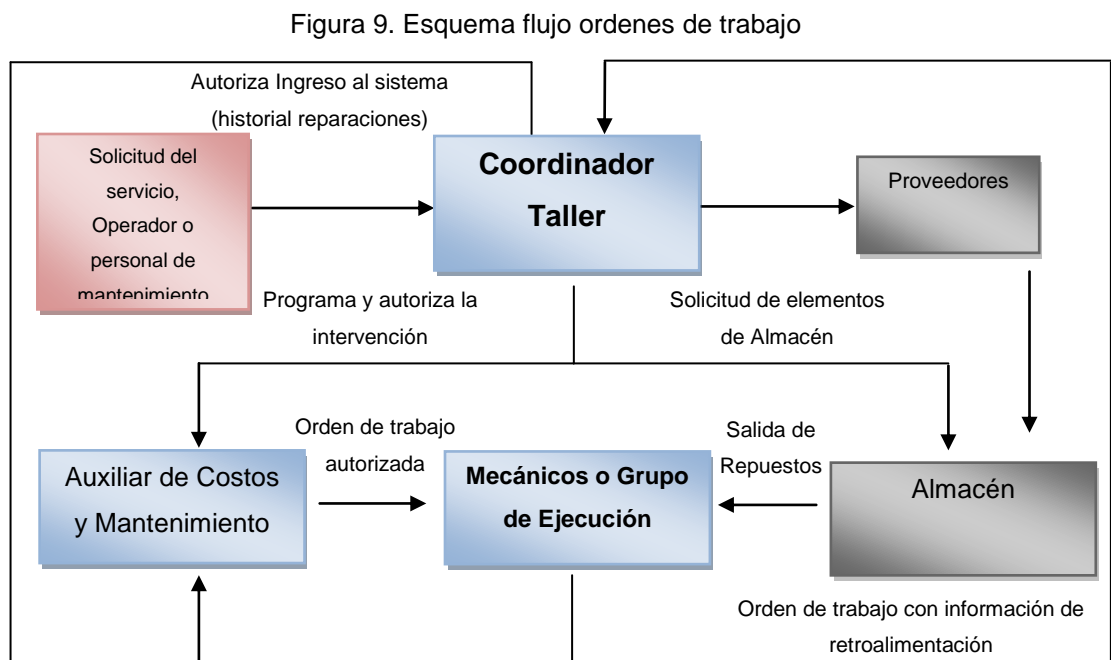 Figura 9. Esquema flujo ordenes de trabajo
Autoriza Ingreso al sistema
(historial reparaciones)
Solicitud del
servicio,
Operador o
personal de
mantenimiento
Coordinador
Taller
Proveedores
Programa y autoriza la
intervención
Solicitud de elementos
de Almacén
Auxiliar de Costos
y Mantenimiento
Orden de trabajo
autorizada
Mecánicos o Grupo
de Ejecución
Salida de
Repuestos
Almacén
Orden de trabajo con información de
retroalimentación